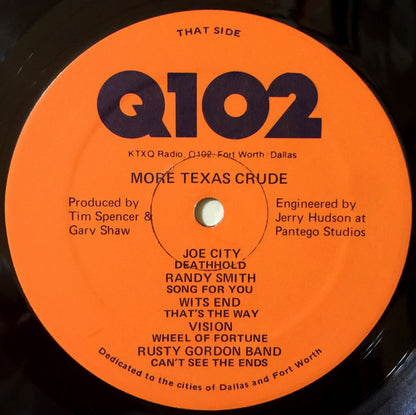 THAT SIDE
Q102
KTXQ Radio, Q102, Fort Worth/Dallas
MORE TEXAS CRUDE
Produced by
Tim Spencer &
Gary Shaw
Engineered by
Jerry Hudson at
Pantego Studios
JOE CITY
DEATHHOLD
RANDY SMITH
SONG FOR YOU
WITS END
THAT'S THE WAY
VISION
WHEEL OF FORTUNE
RUSTY GORDON BAND
CAN'T SEE THE ENDS
Dedicated to the cities of Dallas and Fort Worth